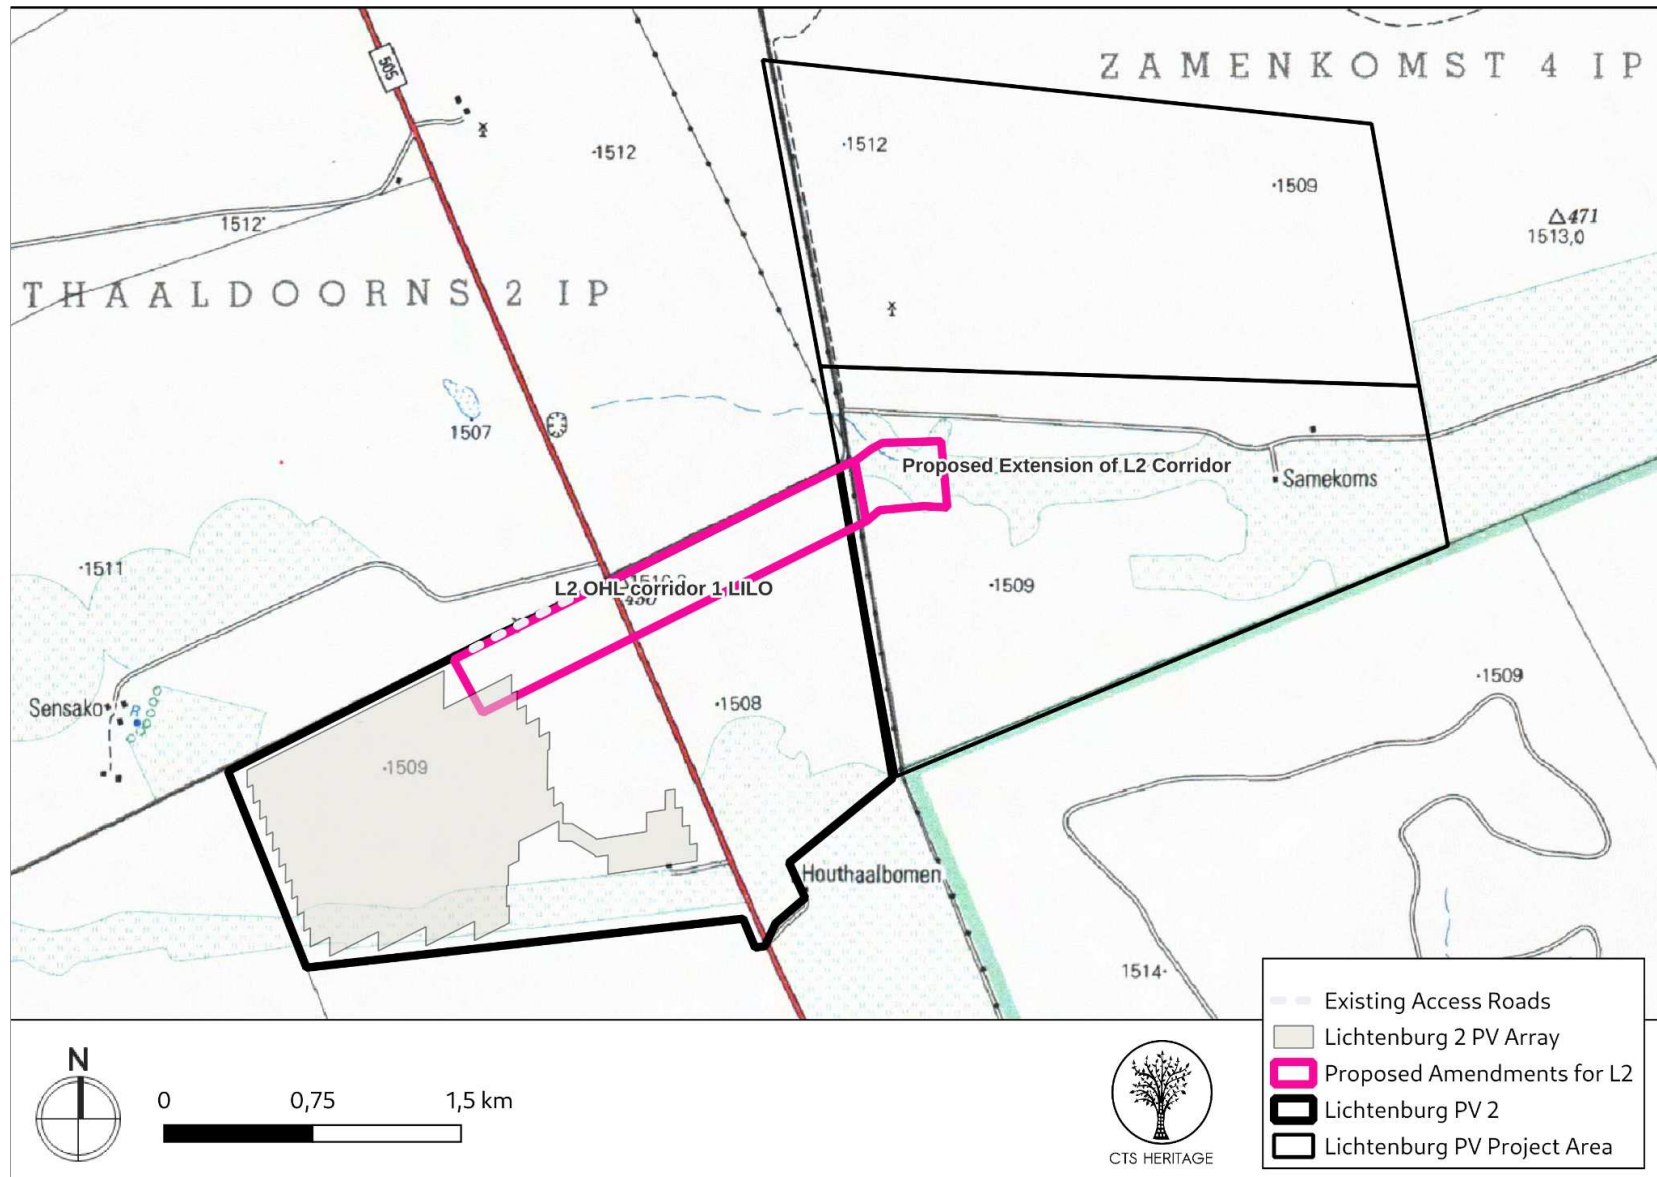 ZAMENKOMST 4 IP
505
1512
1512
1509
471
1513,0
1512
THAALDOORNS 2 IP
1507
Proposed Extension of L2 Corridor
Samekoms
1511
L2 OHL corridor 1 LILO
1509
1509
Sensako
R
1508
1509
Houthaalbomen
1514
N
0 0,75 1,5 km
CTS HERITAGE
Existing Access Roads
Lichtenburg 2 PV Array
Proposed Amendments for L2
Lichtenburg PV 2
Lichtenburg PV Project Area